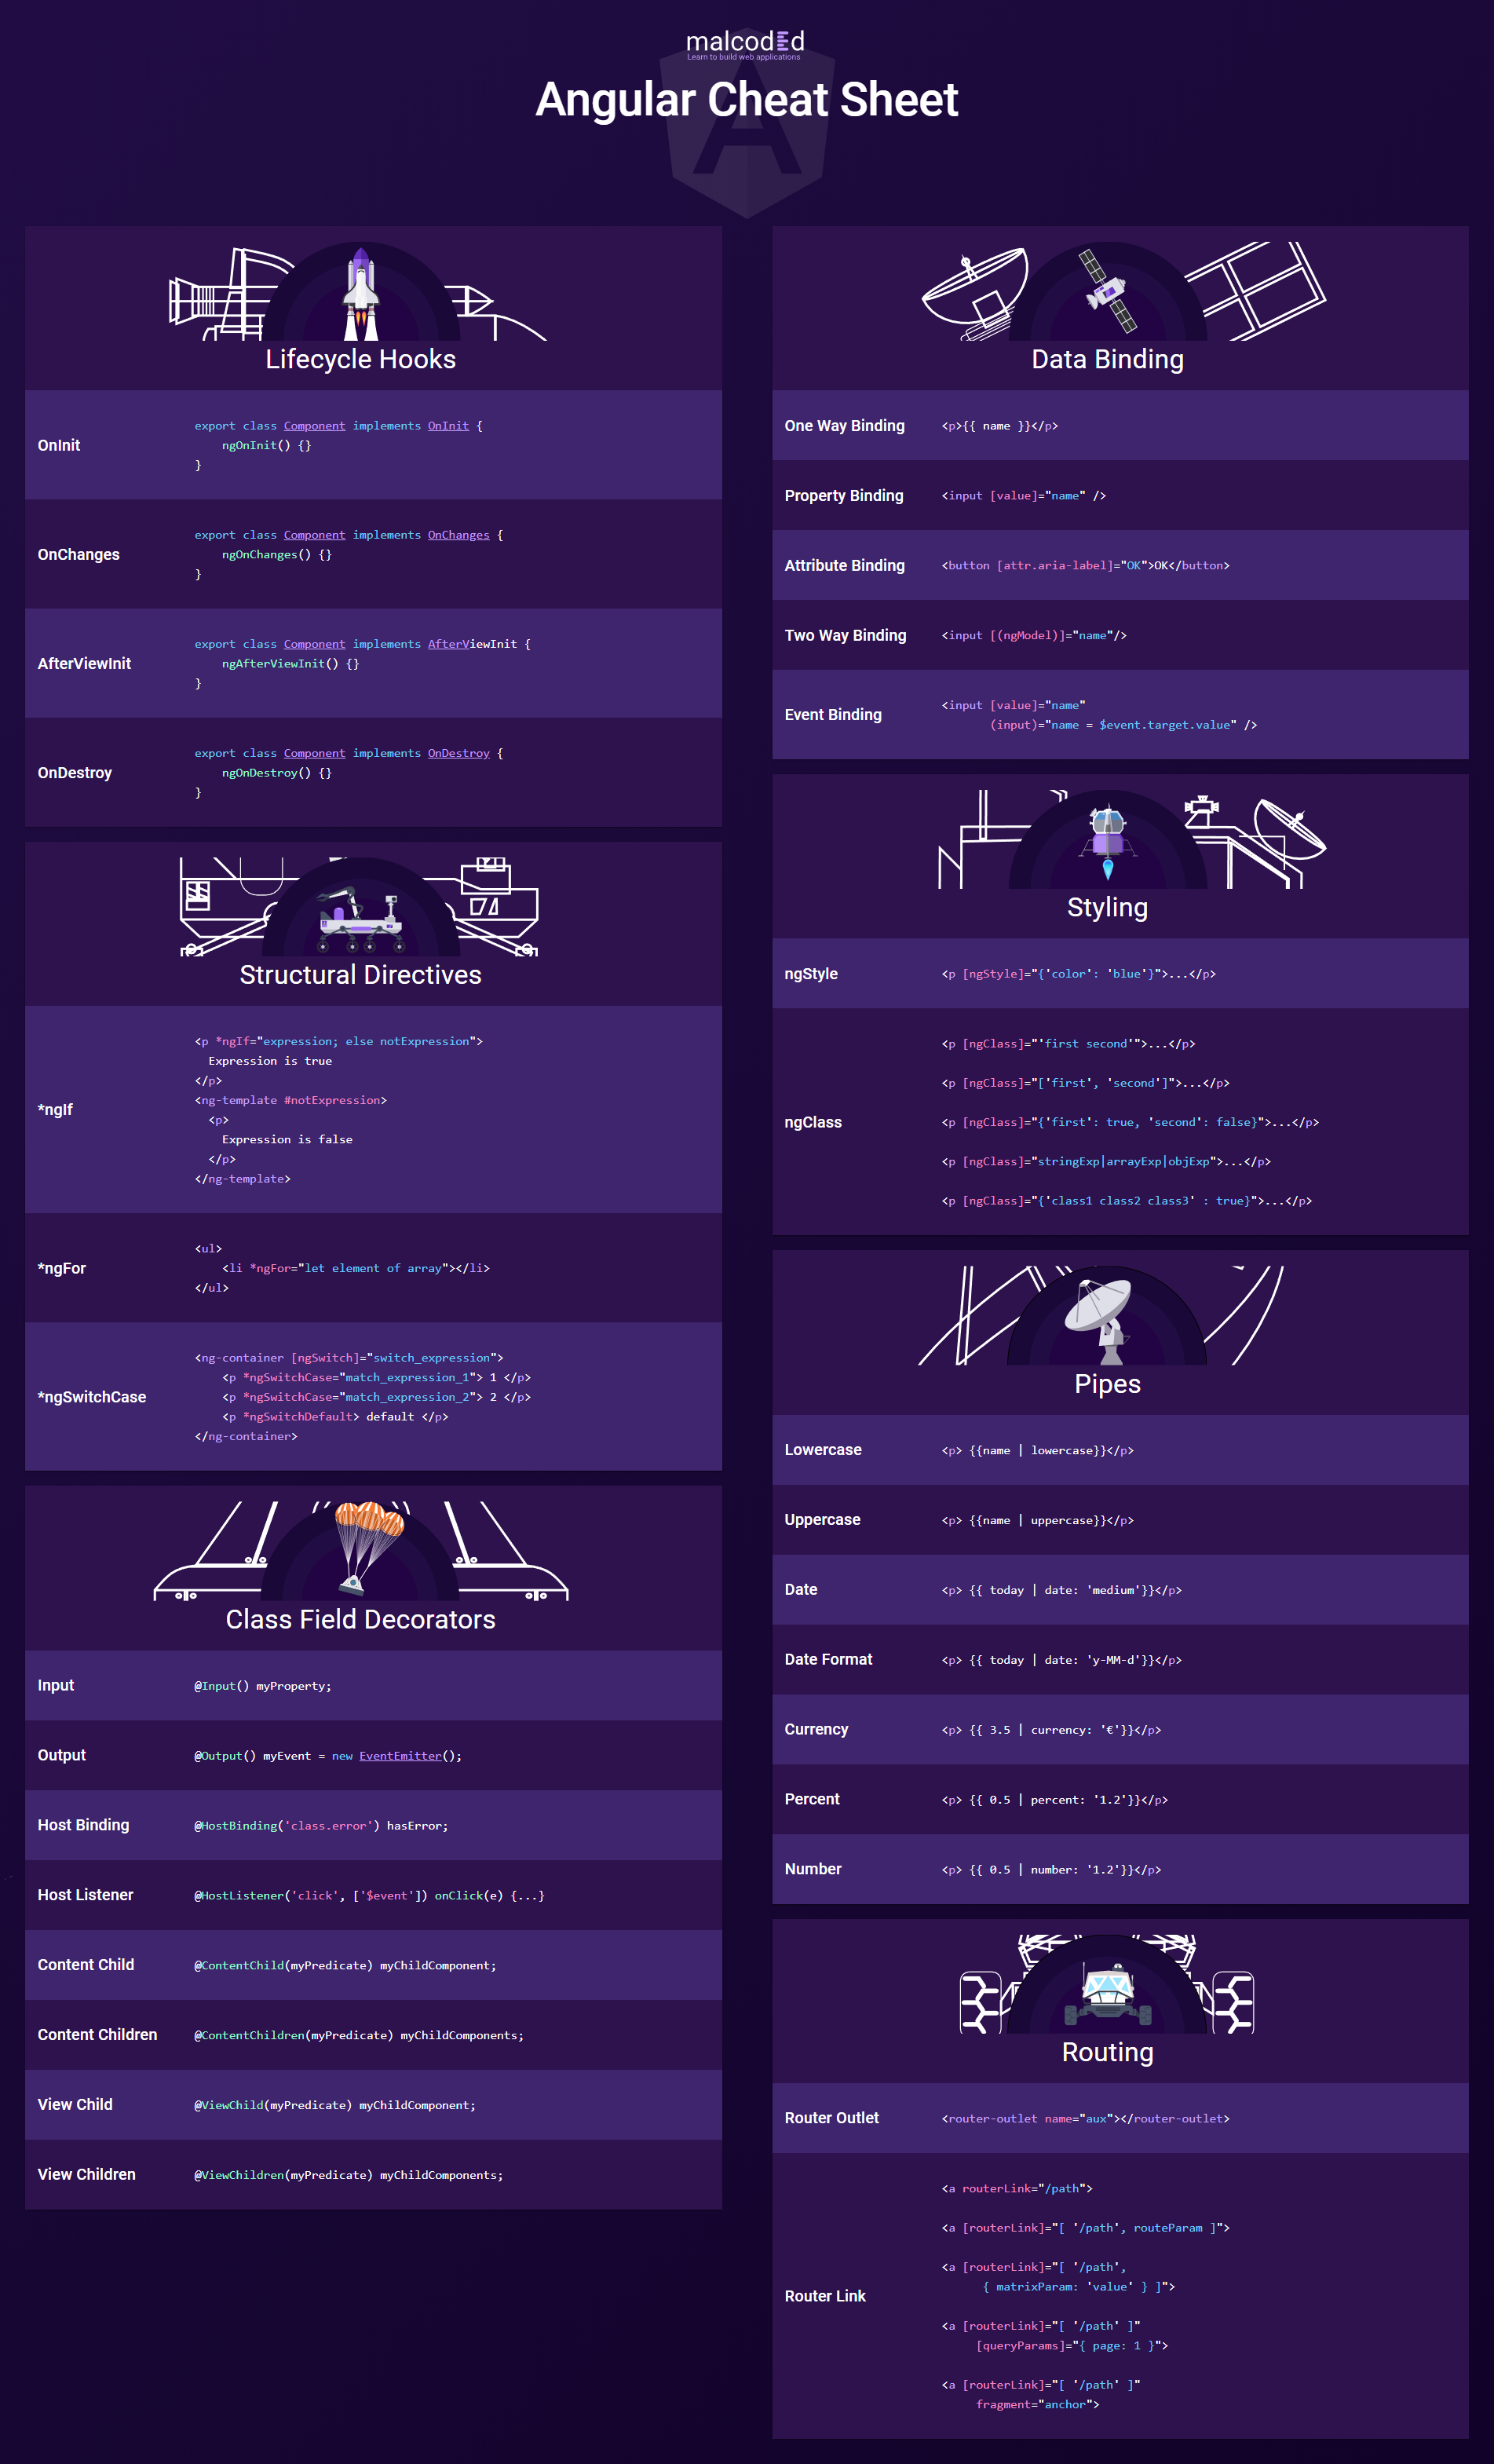 malcoded
Learn to build web applications
Angular Cheat Sheet
Lifecycle Hooks
OnInit
export class Component implements OnInit {
    ngOnInit() {}
}
OnChanges
export class Component implements OnChanges {
    ngOnChanges() {}
}
AfterViewInit
export class Component implements AfterViewInit {
    ngAfterViewInit() {}
}
OnDestroy
export class Component implements OnDestroy {
    ngOnDestroy() {}
}
Structural Directives
*ngIf
<p *ngIf="expression; else notExpression">
  Expression is true
</p>
<ng-template #notExpression>
  <p>
    Expression is false
  </p>
</ng-template>
*ngFor
<ul>
    <li *ngFor="let element of array"></li>
</ul>
*ngSwitchCase
<ng-container [ngSwitch]="switch_expression">
    <p *ngSwitchCase="match_expression_1"> 1 </p>
    <p *ngSwitchCase="match_expression_2"> 2 </p>
    <p *ngSwitchDefault> default </p>
</ng-container>
Class Field Decorators
Input
@Input() myProperty;
Output
@Output() myEvent = new EventEmitter();
Host Binding
@HostBinding('class.error') hasError;
Host Listener
@HostListener('click', ['$event']) onClick(e) {...}
Content Child
@ContentChild(myPredicate) myChildComponent;
Content Children
@ContentChildren(myPredicate) myChildComponents;
View Child
@ViewChild(myPredicate) myChildComponent;
View Children
@ViewChildren(myPredicate) myChildComponents;
Data Binding
One Way Binding
<p>{{ name }}</p>
Property Binding
<input [value]="name" />
Attribute Binding
<button [attr.aria-label]="OK">OK</button>
Two Way Binding
<input [(ngModel)]="name"/>
Event Binding
<input [value]="name"
       (input)="name = $event.target.value" />
Styling
ngStyle
<p [ngStyle]="{'color': 'blue'}">...</p>
ngClass
<p [ngClass]="'first second'">...</p>
<p [ngClass]="['first', 'second']">...</p>
<p [ngClass]="{'first': true, 'second': false}">...</p>
<p [ngClass]="stringExp|arrayExp|objExp">...</p>
<p [ngClass]="{'class1 class2 class3' : true}">...</p>
Pipes
Lowercase
<p> {{name | lowercase}}</p>
Uppercase
<p> {{name | uppercase}}</p>
Date
<p> {{ today | date: 'medium'}}</p>
Date Format
<p> {{ today | date: 'y-MM-d'}}</p>
Currency
<p> {{ 3.5 | currency: '€'}}</p>
Percent
<p> {{ 0.5 | percent: '1.2'}}</p>
Number
<p> {{ 0.5 | number: '1.2'}}</p>
Routing
Router Outlet
<router-outlet name="aux"></router-outlet>
Router Link
<a routerLink="/path">
<a [routerLink]="[ '/path', routeParam ]">
<a [routerLink]="[ '/path',
      { matrixParam: 'value' } ]">
<a [routerLink]="[ '/path' ]"
     [queryParams]="{ page: 1 }">
<a [routerLink]="[ '/path' ]"
     fragment="anchor">